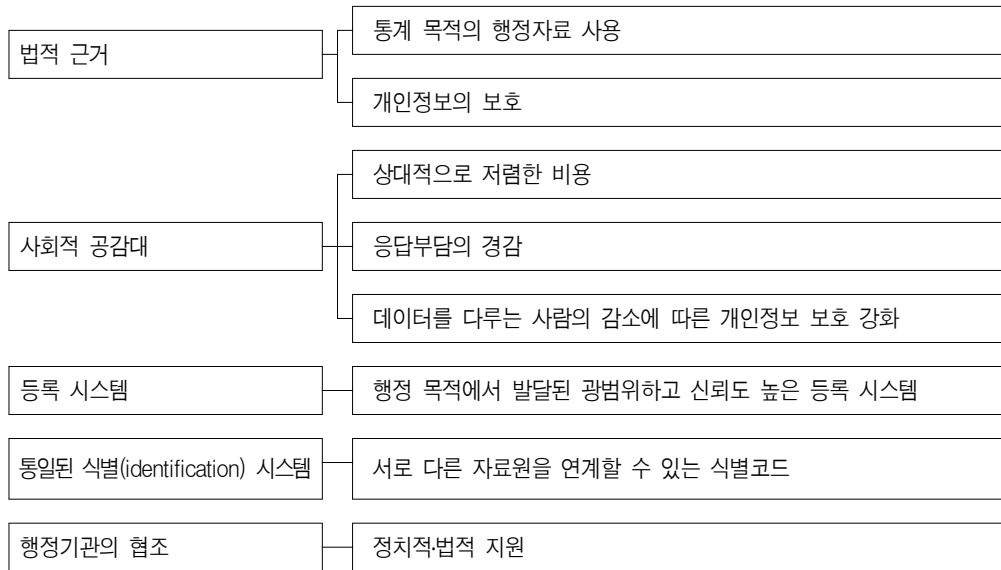 법적 근거
통계 목적의 행정자료 사용
개인정보의 보호
사회적 공감대
상대적으로 저렴한 비용
응답부담의 경감
데이터를 다루는 사람의 감소에 따른 개인정보 보호 강화
등록 시스템
행정 목적에서 발달된 광범위하고 신뢰도 높은 등록 시스템
통일된 식별(identification) 시스템
서로 다른 자료원을 연계할 수 있는 식별코드
행정기관의 협조
정치적·법적 지원